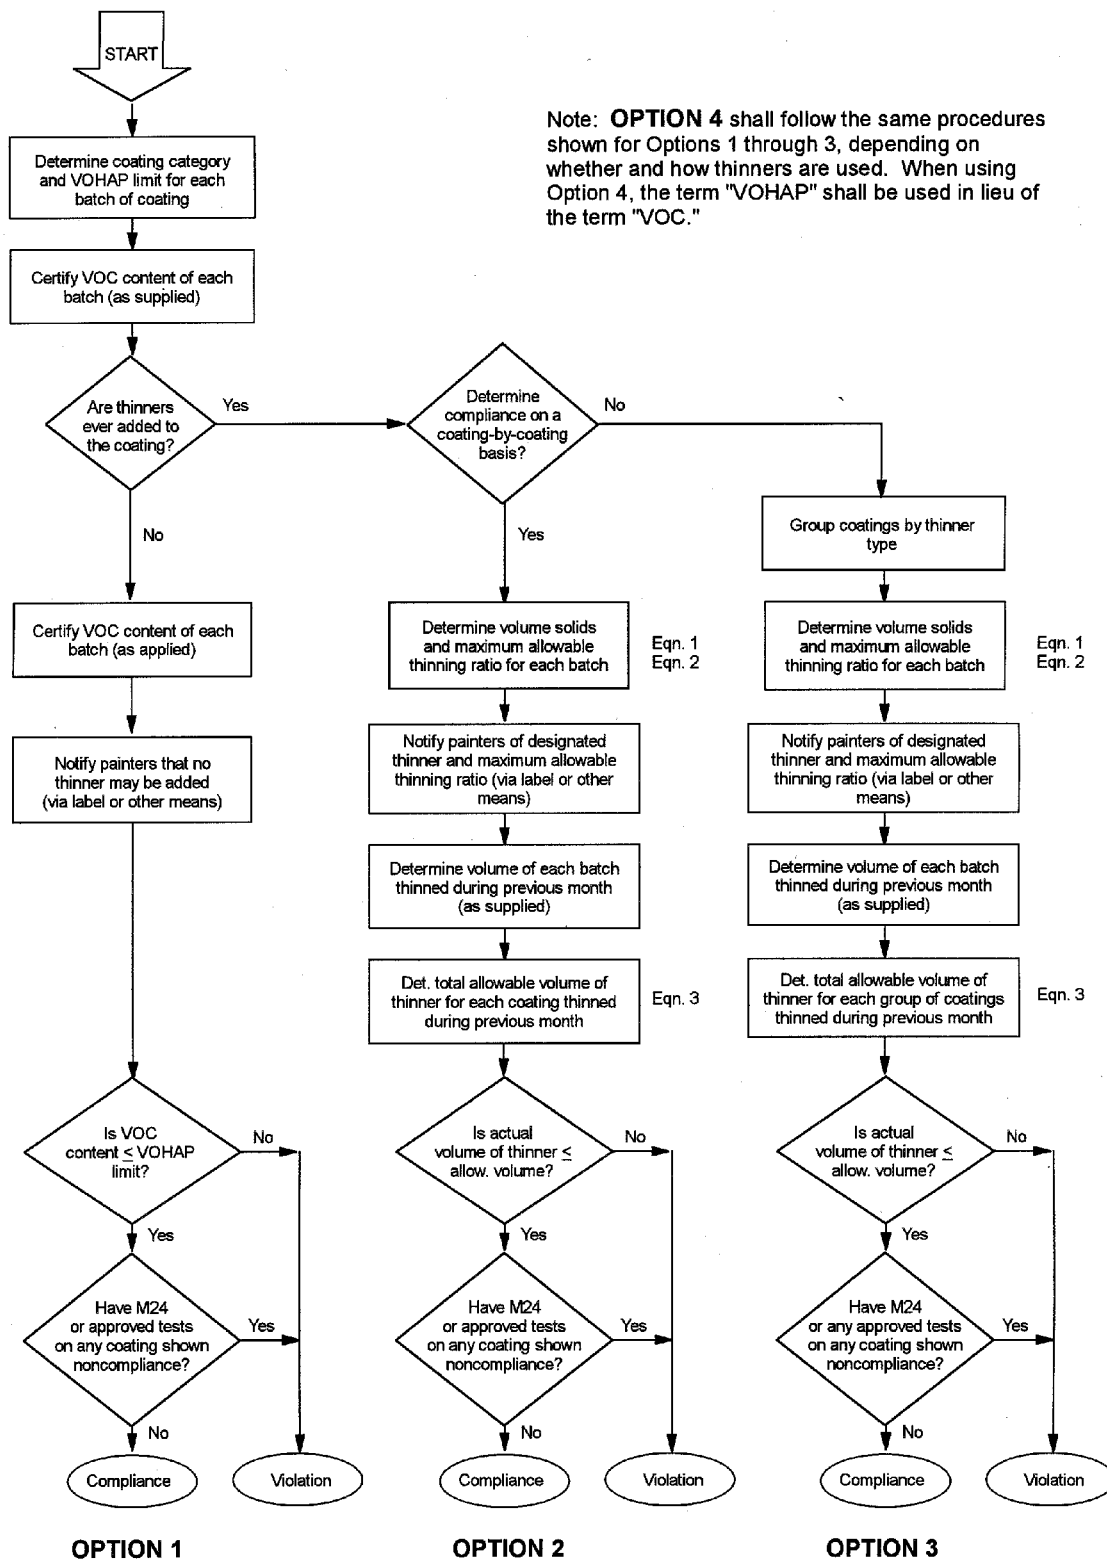 START
Note: OPTION 4 shall follow the same procedures
shown for Options 1 through 3, depending on
whether and how thinners are used. When using
Option 4, the term "VOHAP" shall be used in lieu of
the term "VOC."
Determine coating category
and VOHAP limit for each
batch of coating
Certify VOC content of each
batch (as supplied)
Are thinners
ever added to
the coating?
Yes
No
Certify VOC content of each
batch (as applied)
Notify painters that no
thinner may be added
(via label or other means)
Is VOC
content ≤ VOHAP
limit?
No
Yes
Have M24
or approved tests
on any coating shown
noncompliance?
Yes
No
Compliance
Violation
OPTION 1
Determine
compliance on a
coating-by-coating
basis?
No
Yes
Determine volume solids
and maximum allowable
thinning ratio for each batch
Eqn. 1
Eqn. 2
Notify painters of designated
thinner and maximum allowable
thinning ratio (via label or other
means)
Determine volume of each batch
thinned during previous month
(as supplied)
Det. total allowable volume of
thinner for each coating thinned
during previous month
Eqn. 3
Is actual
volume of thinner ≤
allow. volume?
No
Yes
Have M24
or approved tests
on any coating shown
noncompliance?
Yes
No
Compliance
Violation
OPTION 2
Group coatings by thinner
type
Determine volume solids
and maximum allowable
thinning ratio for each batch
Eqn. 1
Eqn. 2
Notify painters of designated
thinner and maximum allowable
thinning ratio (via label or other
means)
Determine volume of each batch
thinned during previous month
(as supplied)
Det. total allowable volume of
thinner for each group of coatings
thinned during previous month
Eqn. 3
Is actual
volume of thinner ≤
allow. volume?
No
Yes
Have M24
or any approved tests
on any coating shown
noncompliance?
Yes
No
Compliance
Violation
OPTION 3